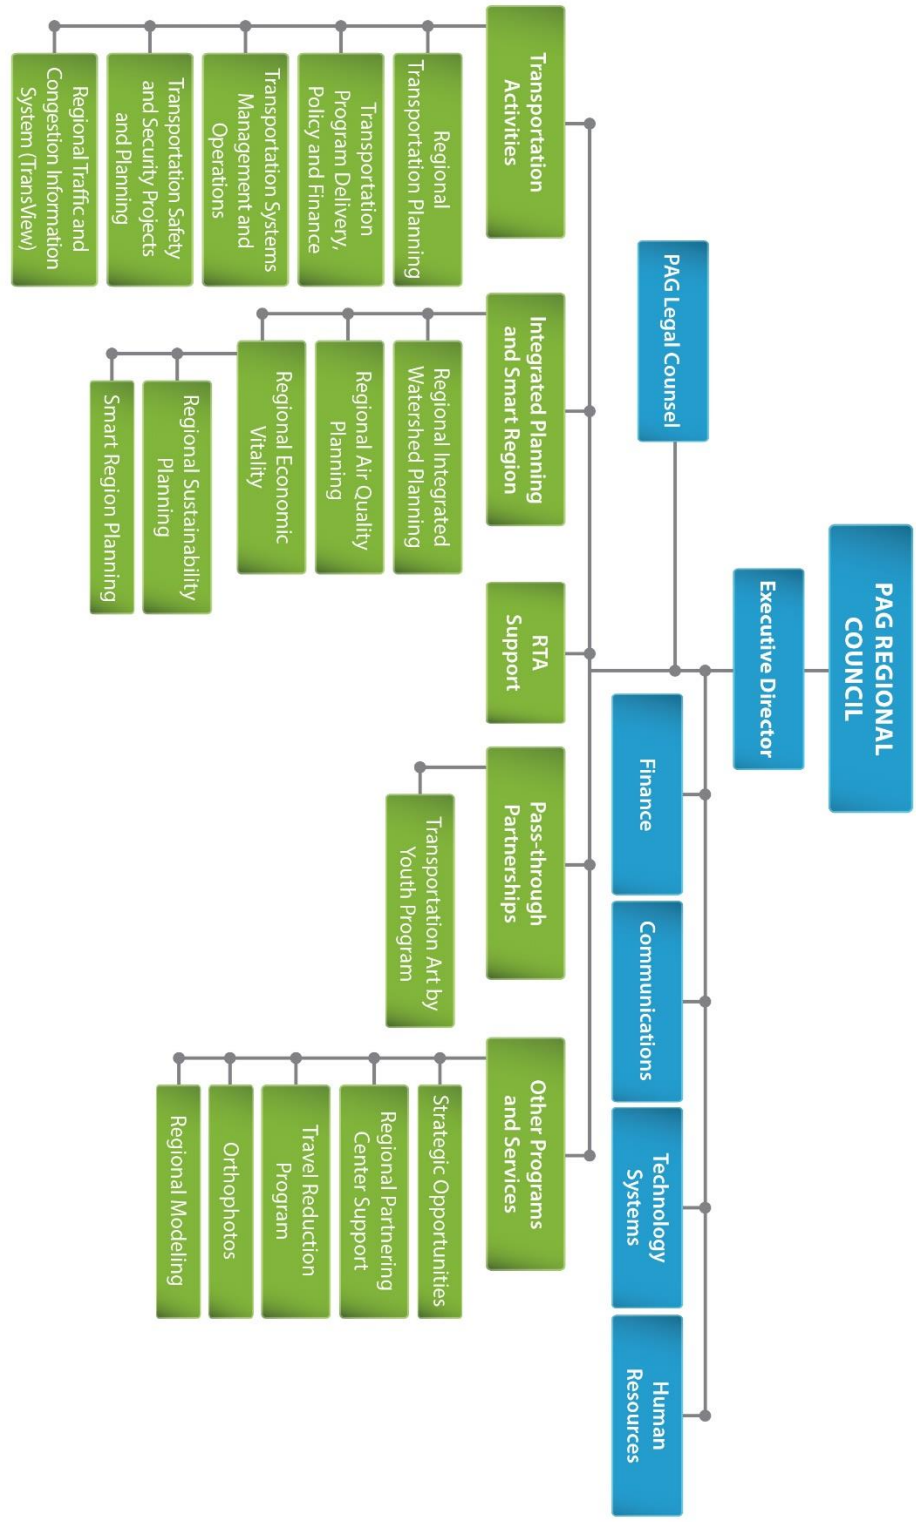 PAG REGIONAL
COUNCIL
Executive Director
PAG Legal Counsel
Finance
Communications
Technology
Systems
Human
Resources
Transportation
Activities
Regional
Transportation Planning
Transportation
Program Delivery,
Policy and Finance
Transportation Systems
Management and
Operations
Transportation Safety
and Security Projects
and Planning
Regional Traffic and
Congestion Information
System (TransView)
Integrated Planning
and Smart Region
Regional Integrated
Watershed Planning
Regional Air Quality
Planning
Regional Economic
Vitality
Regional Sustainability
Planning
Smart Region Planning
RTA
Support
Pass-through
Partnerships
Transportation Art by
Youth Program
Other Programs
and Services
Strategic Opportunities
Regional Partnering
Center Support
Travel Reduction
Program
Orthophotos
Regional Modeling